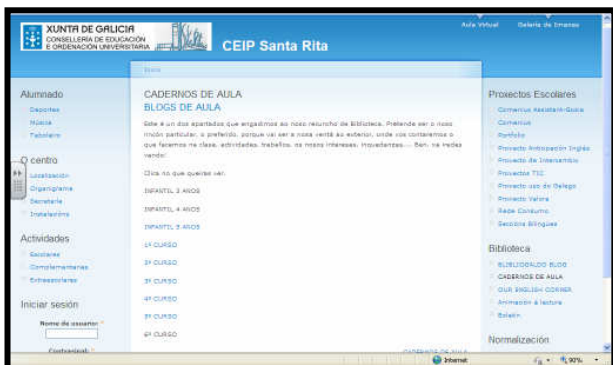 XUNTA DE GALICIA
CONSELLERÍA DE EDUCACIÓN
E ORDENACIÓN UNIVERSITARIA
CEIP Santa Rita
Aula Virtual
Galería de Imaxes
Inicio
Alumnado
Deportes
Música
Taboleiro
O centro
Localización
Organigrama
Secretaría
Instalacións
Actividades
Escolares
Complementarias
Extraescolares
Iniciar sesión
Nome de usuario: *
Contrasinal: *
CADERNOS DE AULA
BLOGS DE AULA
Este é un dos apartados que engadimos ao noso recuncho de Biblioteca. Pretende ser o noso
rincón particular, o preferido, porque vai ser a nosa ventá ao exterior, onde vos contaremos o
que facemos na clase, actividades, traballos, os nosos intereses, inquedanzas.... Ben, xa iredes
vendo!
Clica no que queiras ver.
INFANTIL 3 ANOS
INFANTIL 4 ANOS
INFANTIL 5 ANOS
1º CURSO
3º CURSO
4º CURSO
5º CURSO
6º CURSO
CADERNOS DE AULA
Proxectos Escolares
Comenius Assistant-Suecia
Comenius
Portfolio
Proxecto Anticipación Inglés
Proxecto de Intercambio
Proxectos TIC
Proxecto uso do Galego
Proxecto Valora
Rede Consumo
Seccións Bilingües
Biblioteca
BLIBLIOGALDO BLOG
CADERNOS DE AULA
OUR ENGLISH CORNER
Animación á lectura
Boletín
Normalización
Internet
90%